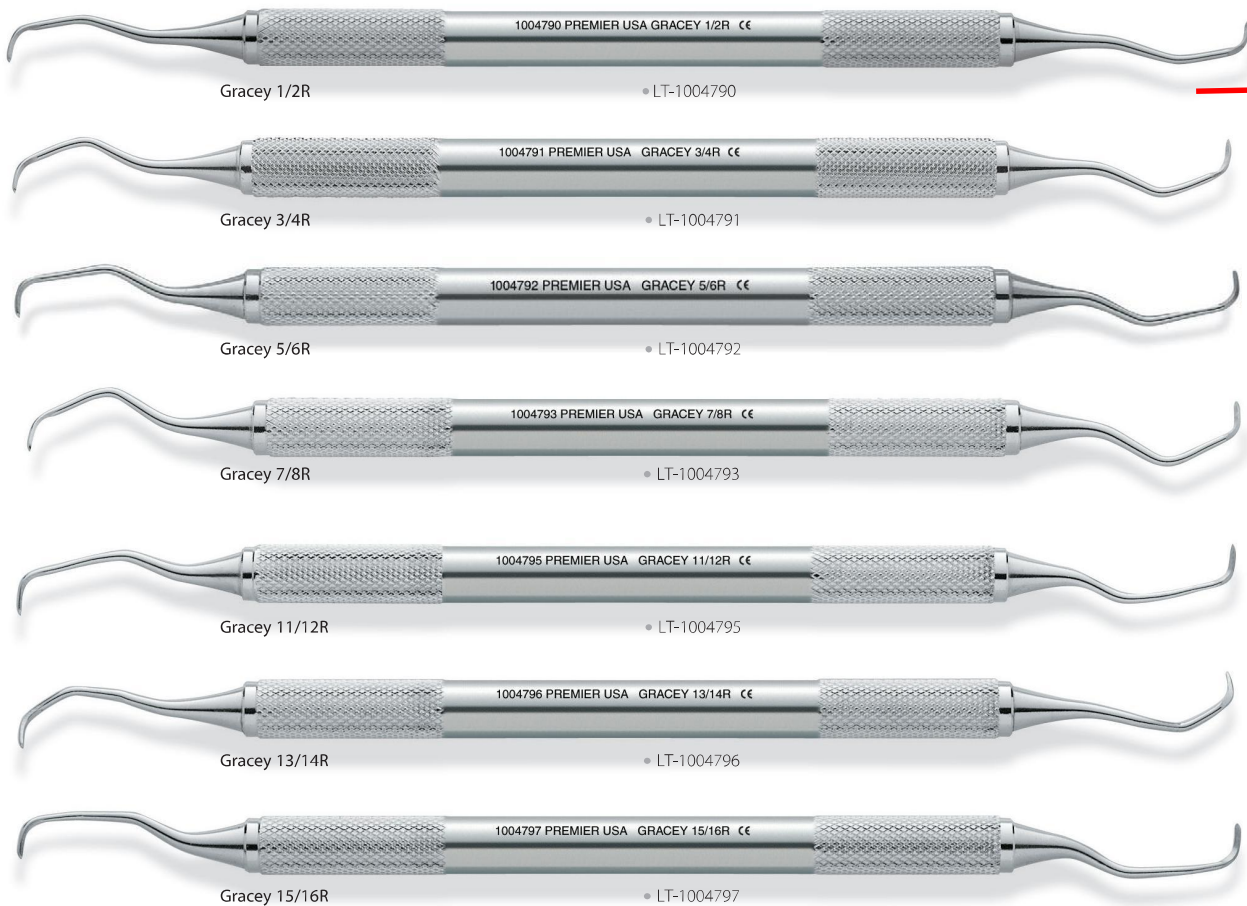 1004790 PREMIER USA GRACEY 1/2R CE
Gracey 1/2R • LT-1004790
1004791 PREMIER USA GRACEY 3/4R CE
Gracey 3/4R • LT-1004791
1004792 PREMIER USA GRACEY 5/6R CE
Gracey 5/6R • LT-1004792
1004793 PREMIER USA GRACEY 7/8R CE
Gracey 7/8R • LT-1004793
1004795 PREMIER USA GRACEY 11/12R CE
Gracey 11/12R • LT-1004795
1004796 PREMIER USA GRACEY 13/14R CE
Gracey 13/14R • LT-1004796
1004797 PREMIER USA GRACEY 15/16R CE
Gracey 15/16R • LT-1004797